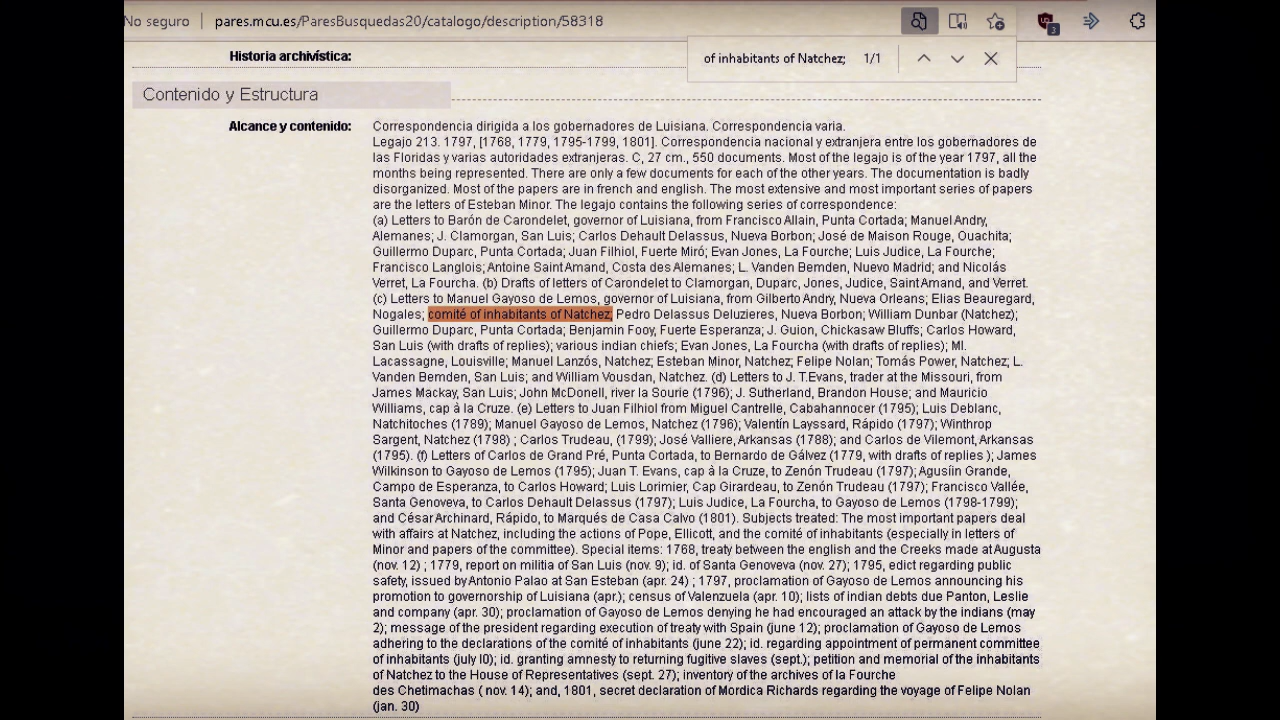 No seguro pares.mcu.es/ParesBusquedas20/catalogo/description/58318
3
of inhabitants of Natchez; 1/1
Historia archivística:
Contenido y Estructura
Alcance y contenido: Correspondencia dirigida a los gobernadores de Luisiana. Correspondencia varia.
Legajo 213. 1797, [1768, 1779, 1795-1799, 1801]. Correspondencia nacional y extranjera entre los gobernadores de
las Floridas y varias autoridades extranjeras. C, 27 cm., 550 documents. Most of the legajo is of the year 1797, all the
months being represented. There are only a few documents for each of the other years. The documentation is badly
disorganized. Most of the papers are in french and english. The most extensive and most important series of papers
are the letters of Esteban Minor. The legajo contains the following series of correspondence:
(a) Letters to Barón de Carondelet, governor of Luisiana, from Francisco Allain, Punta Cortada; Manuel Andry,
Alemanes; J. Clamorgan, San Luis; Carlos Dehault Delassus, Nueva Borbon; José de Maison Rouge, Ouachita;
Guillermo Duparc, Punta Cortada; Juan Filhiol, Fuerte Miró; Evan Jones, La Fourche; Luis Judice, La Fourche;
Francisco Langlois; Antoine Saint Amand, Costa des Alemanes; L. Vanden Bemden, Nuevo Madrid; and Nicolás
Verret, La Fourcha. (b) Drafts of letters of Carondelet to Clamorgan, Duparc, Jones, Judice, Saint Amand, and Verret.
(c) Letters to Manuel Gayoso de Lemos, governor of Luisiana, from Gilberto Andry, Nueva Orleans; Elias Beauregard,
Nogales; comité of inhabitants of Natchez; Pedro Delassus Deluzieres, Nueva Borbon; William Dunbar (Natchez);
Guillermo Duparc, Punta Cortada; Benjamin Fooy, Fuerte Esperanza; J. Guion, Chickasaw Bluffs; Carlos Howard,
San Luis (with drafts of replies); various indian chiefs; Evan Jones, La Fourcha (with drafts of replies); Ml.
Lacassagne, Louisville; Manuel Lanzós, Natchez; Esteban Minor, Natchez; Felipe Nolan; Tomás Power, Natchez; L.
Vanden Bemden, San Luis; and William Vousdan, Natchez. (d) Letters to J. T.Evans, trader at the Missouri, from
James Mackay, San Luis; John McDonell, river la Sourie (1796); J. Sutherland, Brandon House; and Mauricio
Williams, cap à la Cruze. (e) Letters to Juan Filhiol from Miguel Cantrelle, Cabahannocer (1795); Luis Deblanc,
Natchitoches (1789); Manuel Gayoso de Lemos, Natchez (1796); Valentín Layssard, Rápido (1797); Winthrop
Sargent, Natchez (1798) ; Carlos Trudeau, (1799); José Valliere, Arkansas (1788); and Carlos de Vilemont, Arkansas
(1795). (f) Letters of Carlos de Grand Pré, Punta Cortada, to Bernardo de Gálvez (1779, with drafts of replies ); James
Wilkinson to Gayoso de Lemos (1795); Juan T. Evans, cap à la Cruze, to Zenón Trudeau (1797); Agusíin Grande,
Campo de Esperanza, to Carlos Howard; Luis Lorimier, Cap Girardeau, to Zenón Trudeau (1797); Francisco Vallée,
Santa Genoveva, to Carlos Dehault Delassus (1797); Luis Judice, La Fourcha, to Gayoso de Lemos (1798-1799);
and César Archinard, Rápido, to Marqués de Casa Calvo (1801). Subjects treated: The most important papers deal
with affairs at Natchez, including the actions of Pope, Ellicott, and the comité of inhabitants (especially in letters of
Minor and papers of the committee). Special items: 1768, treaty between the english and the Creeks made at Augusta
(nov. 12) ; 1779, report on militia of San Luis (nov. 9); id. of Santa Genoveva (nov. 27); 1795, edict regarding public
safety, issued by Antonio Palao at San Esteban (apr. 24) ; 1797, proclamation of Gayoso de Lemos announcing his
promotion to governorship of Luisiana (apr.); census of Valenzuela (apr. 10); lists of indian debts due Panton, Leslie
and company (apr. 30); proclamation of Gayoso de Lemos denying he had encouraged an attack by the indians (may
2); message of the president regarding execution of treaty with Spain (june 12); proclamation of Gayoso de Lemos
adhering to the declarations of the comité of inhabitants (june 22); id. regarding appointment of permanent committee
of inhabitants (july l0); id. granting amnesty to returning fugitive slaves (sept.); petition and memorial of the inhabitants
of Natchez to the House of Representatives (sept. 27); inventory of the archives of la Fourche
des Chetimachas ( nov. 14); and, 1801, secret declaration of Mordica Richards regarding the voyage of Felipe Nolan
(jan. 30)